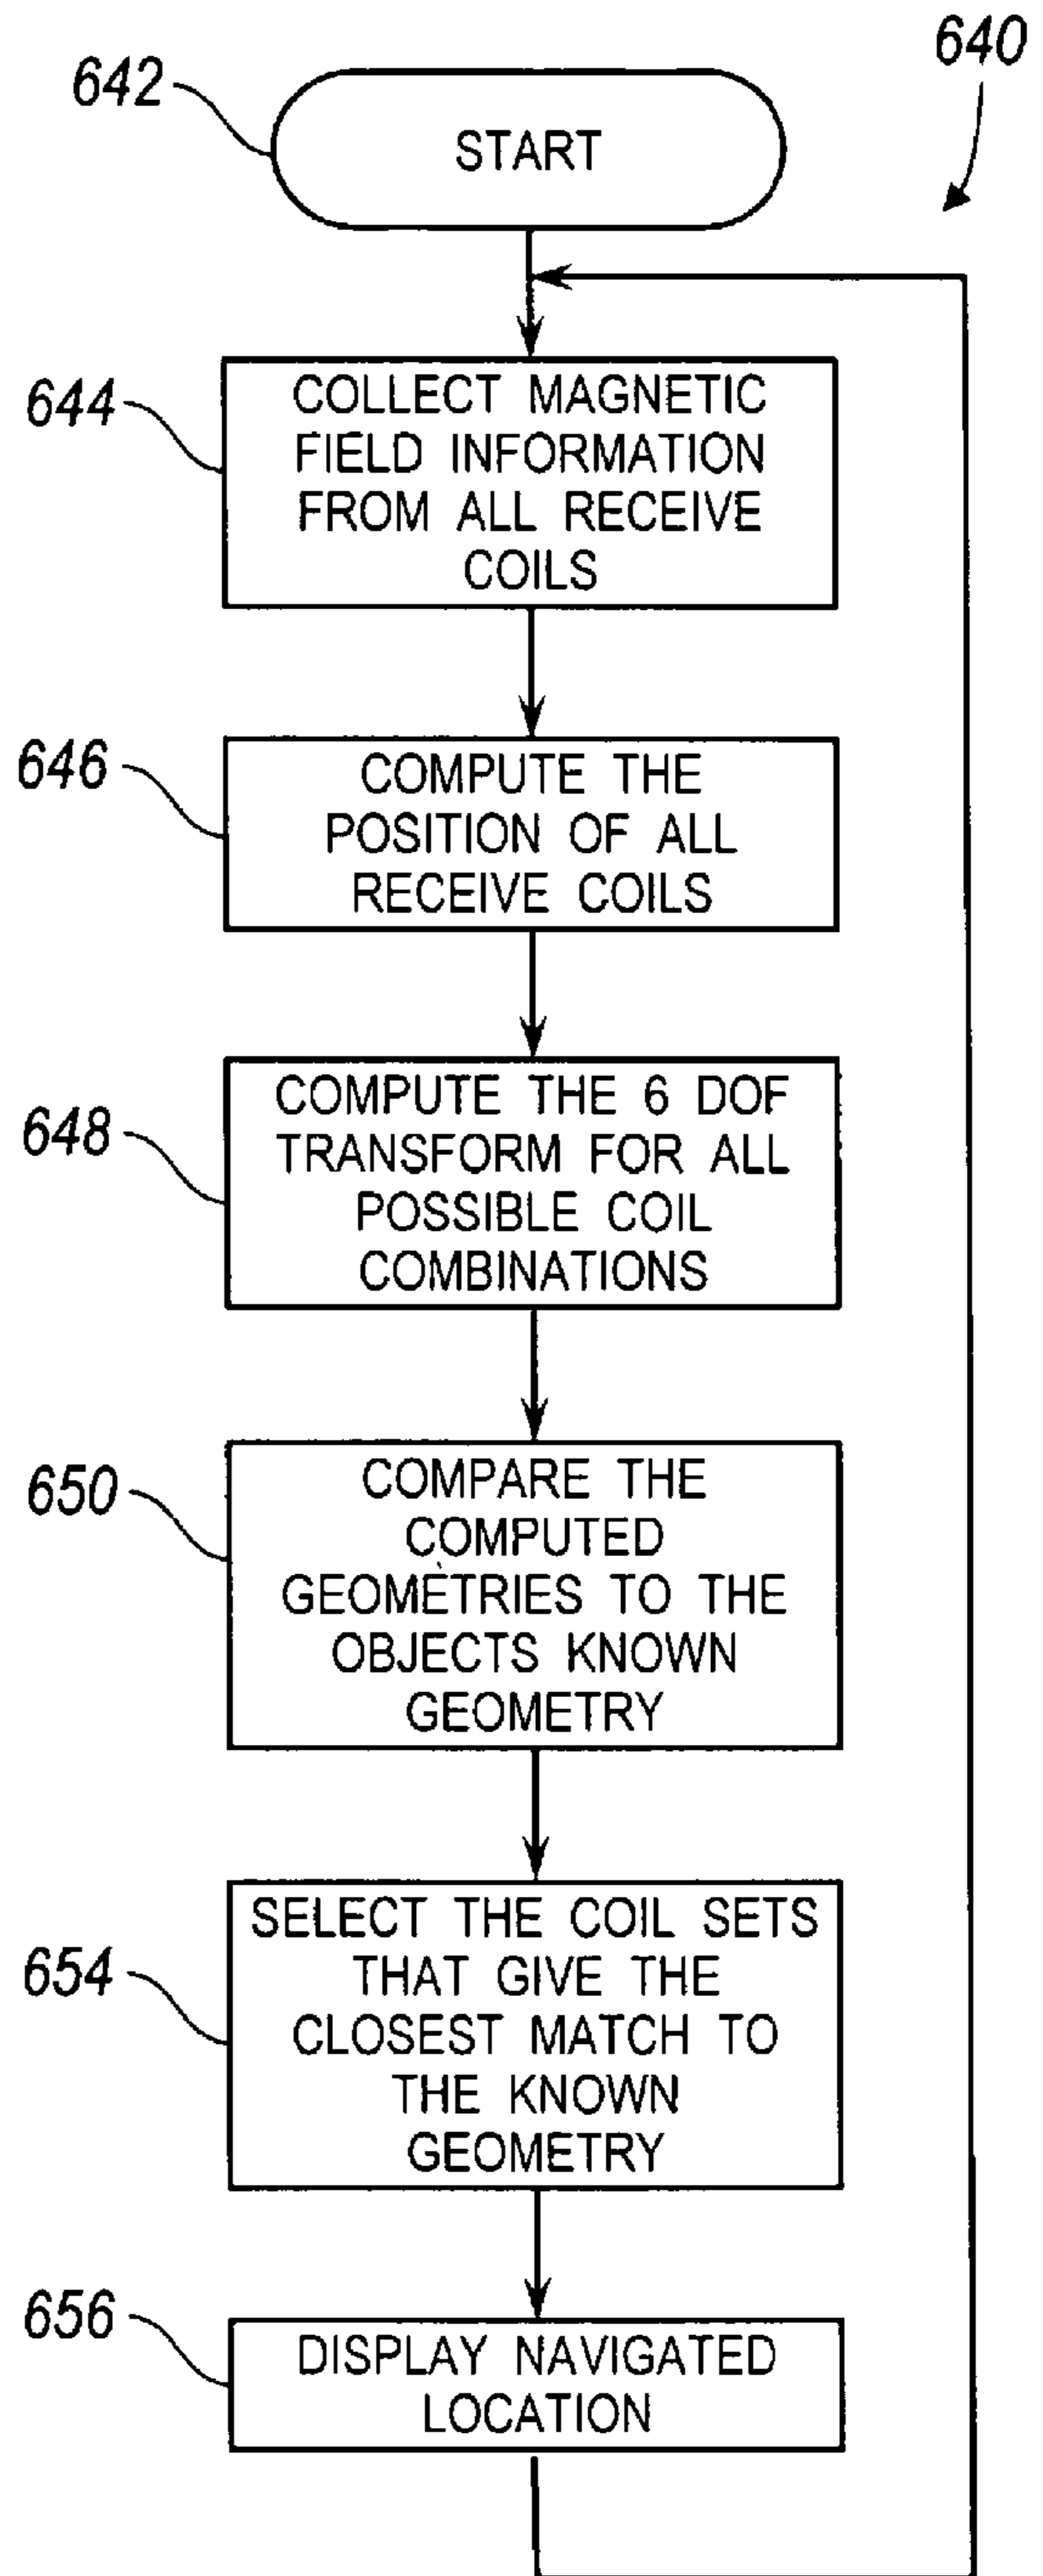 640
642
START
644
COLLECT MAGNETIC
FIELD INFORMATION
FROM ALL RECEIVE
COILS
646
COMPUTE THE
POSITION OF ALL
RECEIVE COILS
648
COMPUTE THE 6 DOF
TRANSFORM FOR ALL
POSSIBLE COIL
COMBINATIONS
650
COMPARE THE
COMPUTED
GEOMETRIES TO THE
OBJECTS KNOWN
GEOMETRY
654
SELECT THE COIL SETS
THAT GIVE THE
CLOSEST MATCH TO
THE KNOWN
GEOMETRY
656
DISPLAY NAVIGATED
LOCATION